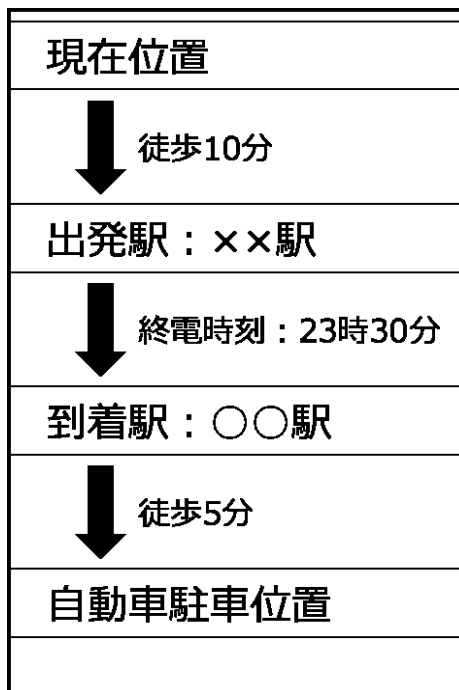 現在位置
徒歩10分
出発駅：××駅
終電時刻：23時30分
到着駅：○○駅
徒歩5分
自動車駐車位置